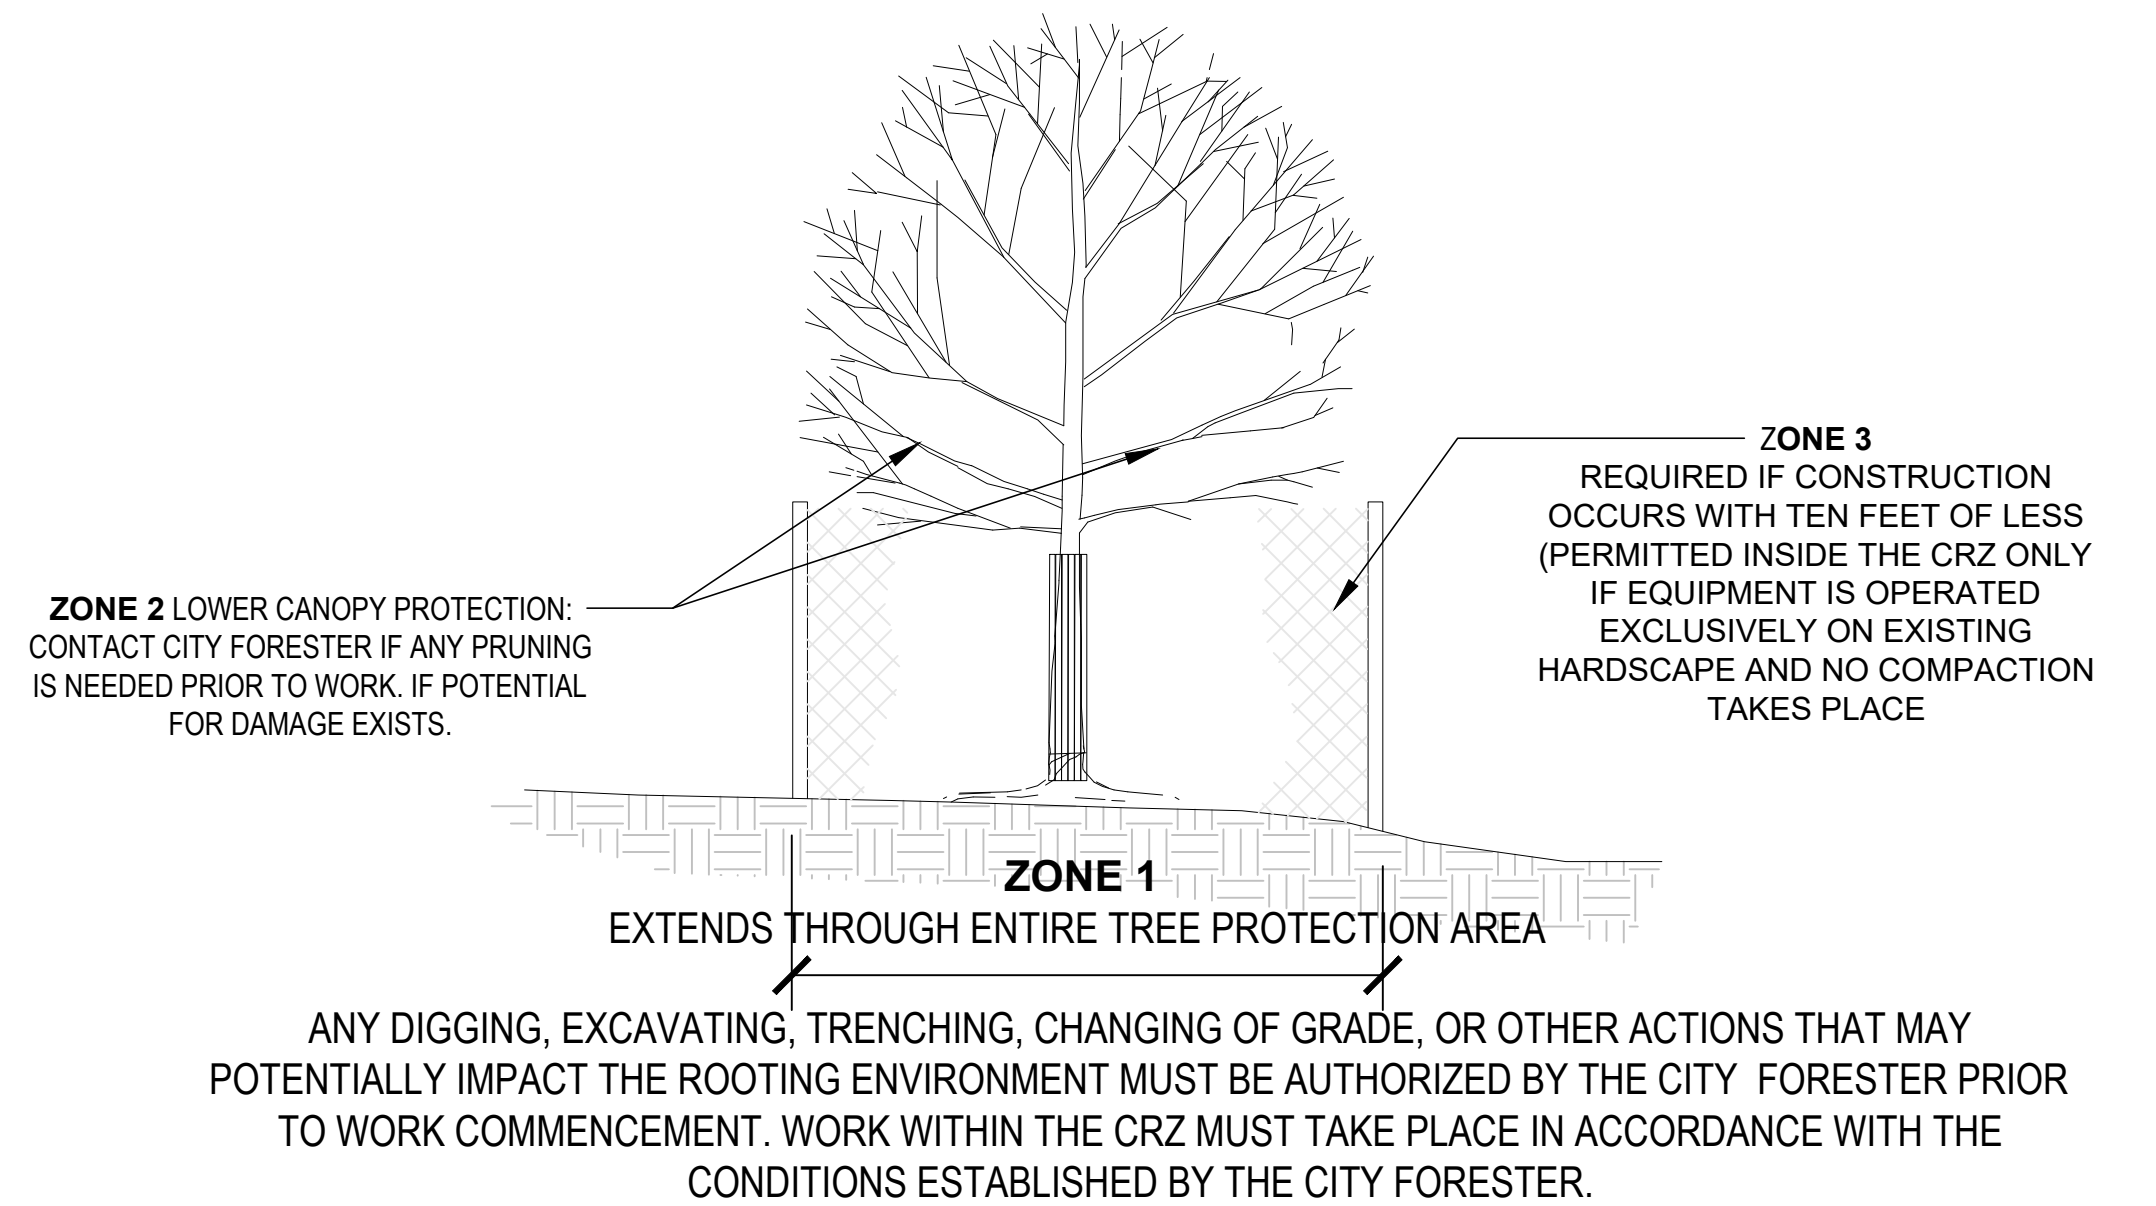 ZONE 3
REQUIRED IF CONSTRUCTION
OCCURS WITH TEN FEET OF LESS
(PERMITTED INSIDE THE CRZ ONLY
IF EQUIPMENT IS OPERATED
EXCLUSIVELY ON EXISTING
HARDSCAPE AND NO COMPACTION
TAKES PLACE
ZONE 2 LOWER CANOPY PROTECTION:
CONTACT CITY FORESTER IF ANY PRUNING
IS NEEDED PRIOR TO WORK. IF POTENTIAL
FOR DAMAGE EXISTS.
ZONE 1
EXTENDS THROUGH ENTIRE TREE PROTECTION AREA
ANY DIGGING, EXCAVATING, TRENCHING, CHANGING OF GRADE, OR OTHER ACTIONS THAT MAY
POTENTIALLY IMPACT THE ROOTING ENVIRONMENT MUST BE AUTHORIZED BY THE CITY FORESTER PRIOR
TO WORK COMMENCEMENT. WORK WITHIN THE CRZ MUST TAKE PLACE IN ACCORDANCE WITH THE
CONDITIONS ESTABLISHED BY THE CITY FORESTER.